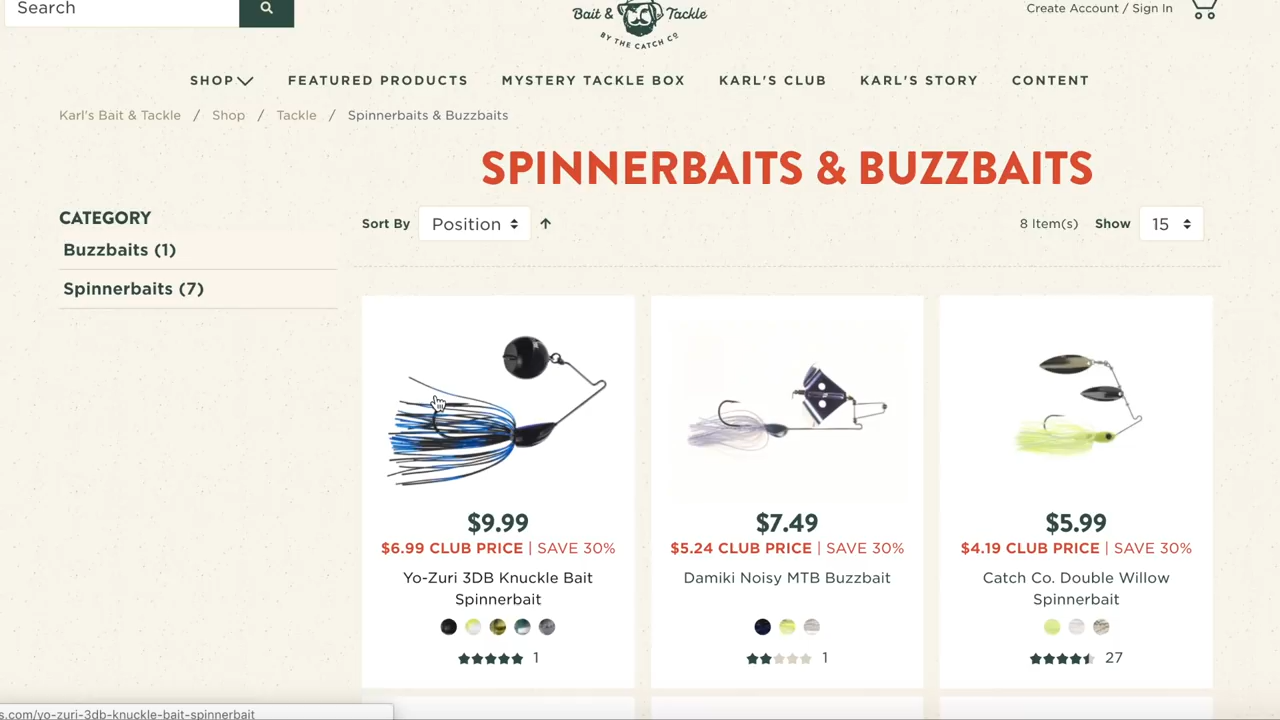 Search
Bait & Tackle
BY THE CATCH CO
Create Account / Sign In
SHOP
FEATURED PRODUCTS
MYSTERY TACKLE BOX
KARL'S CLUB
KARL'S STORY
CONTENT
Karl's Bait & Tackle / Shop / Tackle / Spinnerbaits & Buzzbaits
SPINNERBAITS & BUZZBAITS
CATEGORY
Buzzbaits (1)
Spinnerbaits (7)
Sort By Position
8 Item(s) Show 15
$9.99
$6.99 CLUB PRICE | SAVE 30%
Yo-Zuri 3DB Knuckle Bait
Spinnerbait
1
$7.49
$5.24 CLUB PRICE | SAVE 30%
Damiki Noisy MTB Buzzbait
1
$5.99
$4.19 CLUB PRICE | SAVE 30%
Catch Co. Double Willow
Spinnerbait
27
s.com/yo-zuri-3db-knuckle-bait-spinnerbait